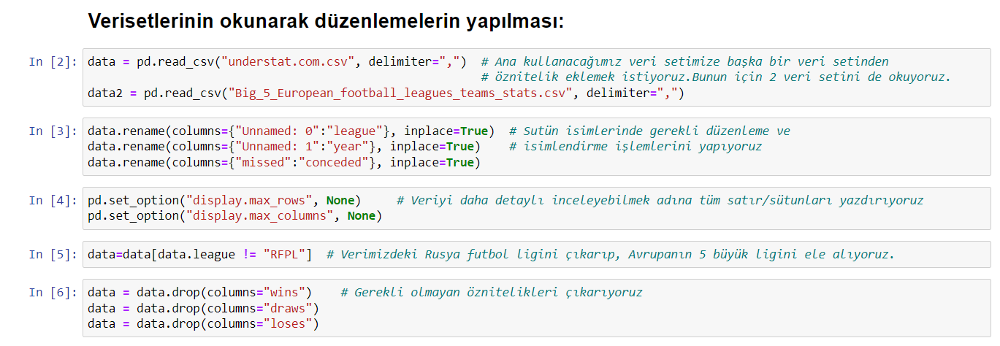 Verisetlerinin okunarak düzenlemelerin yapılması:
In [2]: data = pd.read_csv("understat.com.csv", delimiter=",")  # Ana kullanacağımız veri setimize başka bir veri setinden
# öznitelik eklemek istiyoruz.Bunun için 2 veri setini de okuyoruz.
data2 = pd.read_csv("Big_5_European_football_leagues_teams_stats.csv", delimiter=",")
In [3]: data.rename(columns={"Unnamed: 0":"league"}, inplace=True)  # Sutün isimlerinde gerekli düzenleme ve
data.rename(columns={"Unnamed: 1":"year"}, inplace=True)    # isimlendirme işlemlerini yapıyoruz
data.rename(columns={"missed":"conceded"}, inplace=True)
In [4]: pd.set_option("display.max_rows", None)     # Veriyi daha detaylı inceleyebilmek adına tüm satır/sütunları yazdırıyoruz
pd.set_option("display.max_columns", None)
In [5]: data=data[data.league != "RFPL"]  # Verimizdeki Rusya futbol ligini çıkarıp, Avrupanın 5 büyük ligini ele alıyoruz.
In [6]: data = data.drop(columns="wins")    # Gerekli olmayan öznitelikleri çıkarıyoruz
data = data.drop(columns="draws")
data = data.drop(columns="loses")